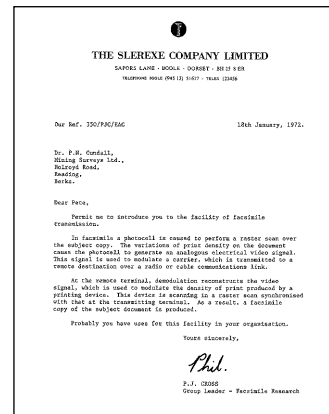 THE SLEREXE COMPANY LIMITED
SAPORS LANE - BOOLE - DORSET - BH 25 8 ER
TELEPHONE BOOLE (945 13) 51617 - TELEX 123456
Our Ref. 350/PJC/EAC 18th January, 1972.
Dr. P.N. Cundall,
Mining Surveys Ltd.,
Holroyd Road,
Reading,
Berks.
Dear Pete,
Permit me to introduce you to the facility of facsimile
transmission.
In facsimile a photocell is caused to perform a raster scan over
the subject copy. The variations of print density on the document
cause the photocell to generate an analogous electrical video signal.
This signal is used to modulate a carrier, which is transmitted to a
remote destination over a radio or cable communications link.
At the remote terminal, demodulation reconstructs the video
signal, which is used to modulate the density of print produced by a
printing device. This device is scanning in a raster scan synchronised
with that at the transmitting terminal. As a result, a facsimile
copy of the subject document is produced.
Probably you have uses for this facility in your organisation.
Yours sincerely,
Phil.
P.J. CROSS
Group Leader - Facsimile Research